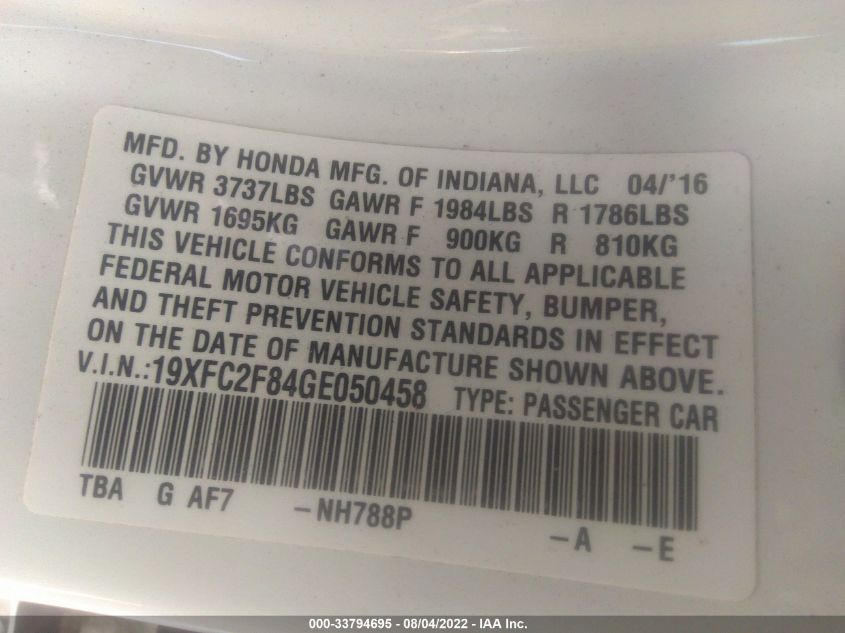 MFD. BY HONDA MFG. OF INDIANA, LLC 04/'16
GVWR 3737LBS GAWR F 1984LBS R 1786LBS
GVWR 1695KG GAWR F 900KG R 810KG
THIS VEHICLE CONFORMS TO ALL APPLICABLE
FEDERAL MOTOR VEHICLE SAFETY, BUMPER,
AND THEFT PREVENTION STANDARDS IN EFFECT
ON THE DATE OF MANUFACTURE SHOWN ABOVE.
V.I.N.:19XFC2F84GE050458 TYPE: PASSENGER CAR
TBA G AF7 –NH788P –A –E
000-33794695 - 08/04/2022 - IAA Inc.